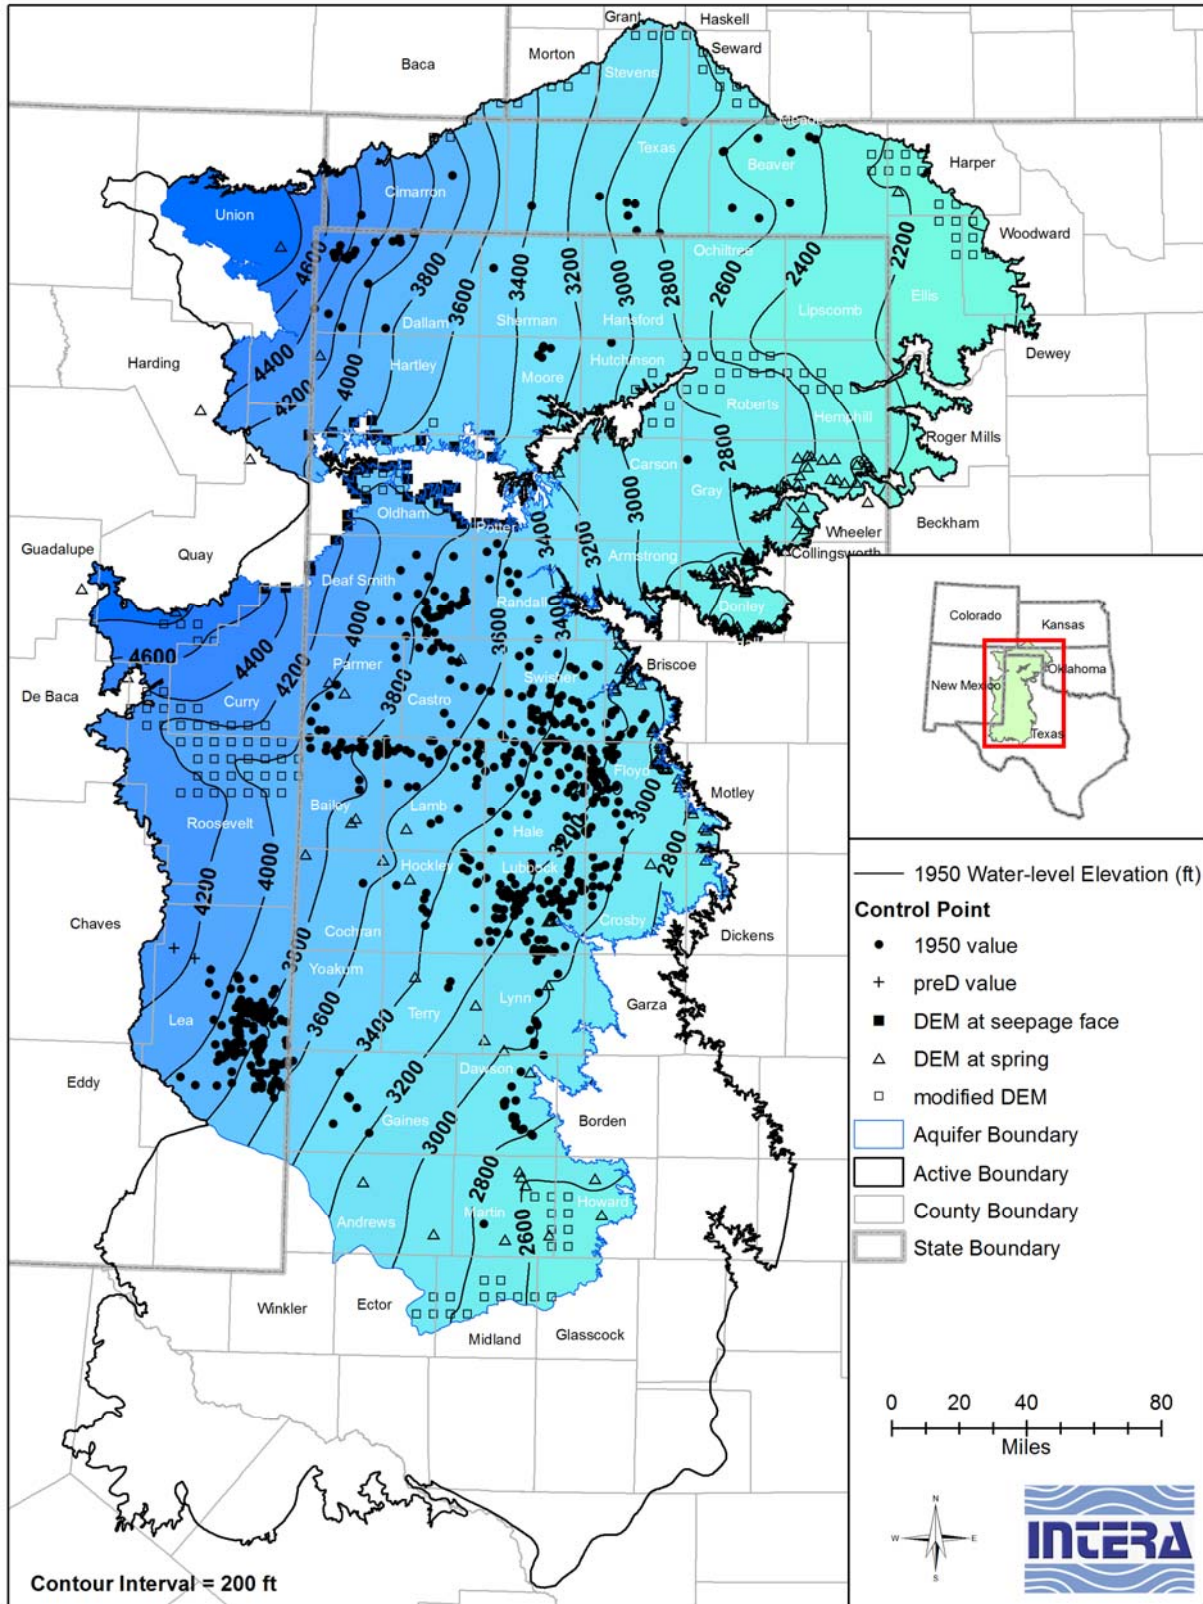 Grant
Haskell
Morton
Seward
Baca
Stevens
Texas
Beaver
Harper
Cimarron
Union
Woodward
4600
3800
3600
3400
3200
3000
2800
2600
2400
2200
Ochiltree
Ellis
Lipscomb
Dallam
Sherman
Hansford
Harding
4400
4200
4000
Hartley
Moore
Hutchinson
Dewey
Roberts
Hemphill
Roger Mills
Carson
2800
Gray
3000
Oldham
Potter
3400
3200
Armstrong
Wheeler
Beckham
Collingsworth
Guadalupe
Quay
Deaf Smith
Randall
Donley
4000
3600
3400
4600
4400
4200
Parmer
3800
Castro
Swisher
Briscoe
De Baca
Curry
Floyd
Motley
Bailey
Lamb
3000
Roosevelt
Hale
3200
2800
4200
4000
Hockley
Lubbock
Crosby
Chaves
Cochran
Dickens
3800
Yoakum
Lea
3600
3400
Terry
Lynn
Garza
Eddy
3200
Dawson
Gaines
3000
Borden
2800
Andrews
Martin
2600
Howard
Winkler
Ector
Midland
Glasscock
Contour Interval = 200 ft
Colorado
Kansas
New Mexico
Oklahoma
Texas
1950 Water-level Elevation (ft)
Control Point
1950 value
preD value
DEM at seepage face
DEM at spring
modified DEM
Aquifer Boundary
Active Boundary
County Boundary
State Boundary
0 20 40 80
Miles
N
W E
S
INTERA